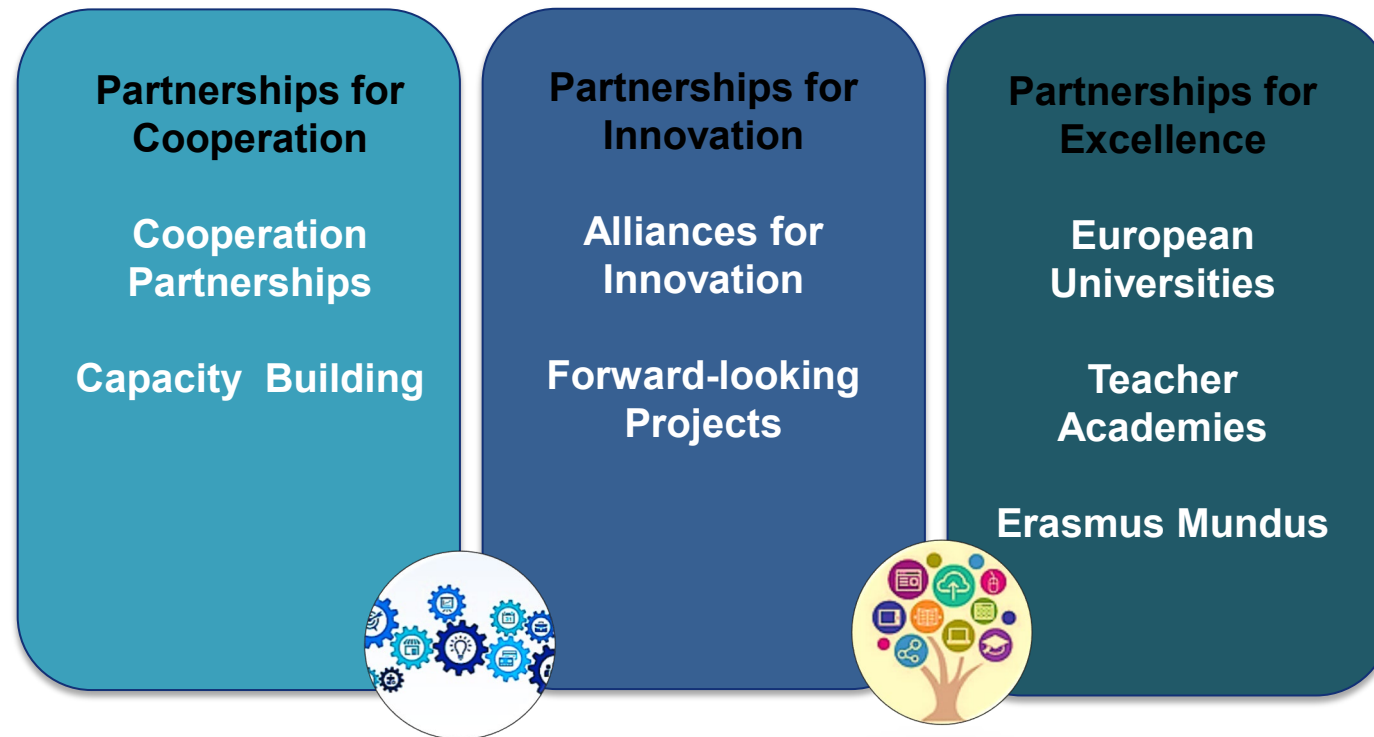 Partnerships for
Cooperation
Cooperation
Partnerships
Capacity  Building
Partnerships for
Innovation
Alliances for
Innovation
Forward-looking
Projects
Partnerships for
Excellence
European
Universities
Teacher
Academies
Erasmus Mundus